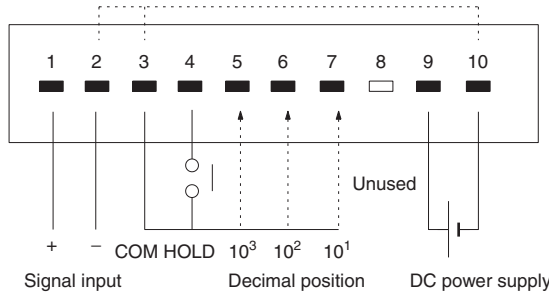 1 2 3 4 5 6 7 8 9 10
Unused
+ − COM HOLD 10³ 10² 10¹
Signal input Decimal position DC power supply